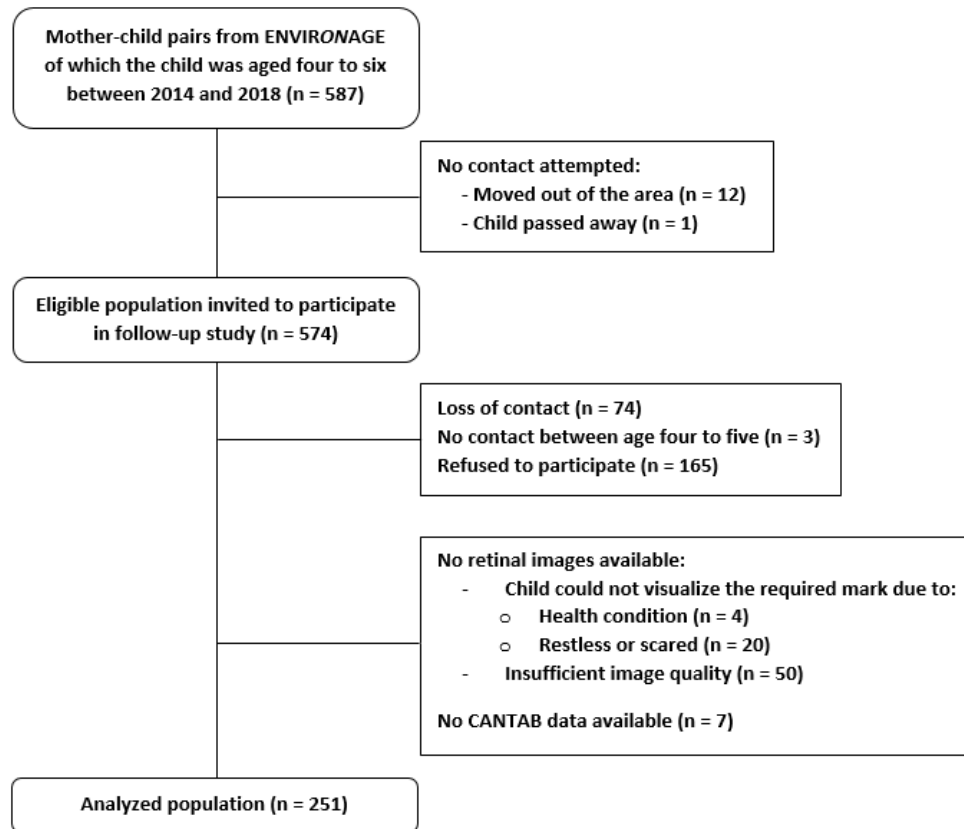 Mother-child pairs from ENVIRONAGE
of which the child was aged four to six
between 2014 and 2018 (n = 587)
No contact attempted:
- Moved out of the area (n = 12)
- Child passed away (n = 1)
Eligible population invited to participate
in follow-up study (n = 574)
Loss of contact (n = 74)
No contact between age four to five (n = 3)
Refused to participate (n = 165)
No retinal images available:
- Child could not visualize the required mark due to:
o Health condition (n = 4)
o Restless or scared (n = 20)
- Insufficient image quality (n = 50)
No CANTAB data available (n = 7)
Analyzed population (n = 251)